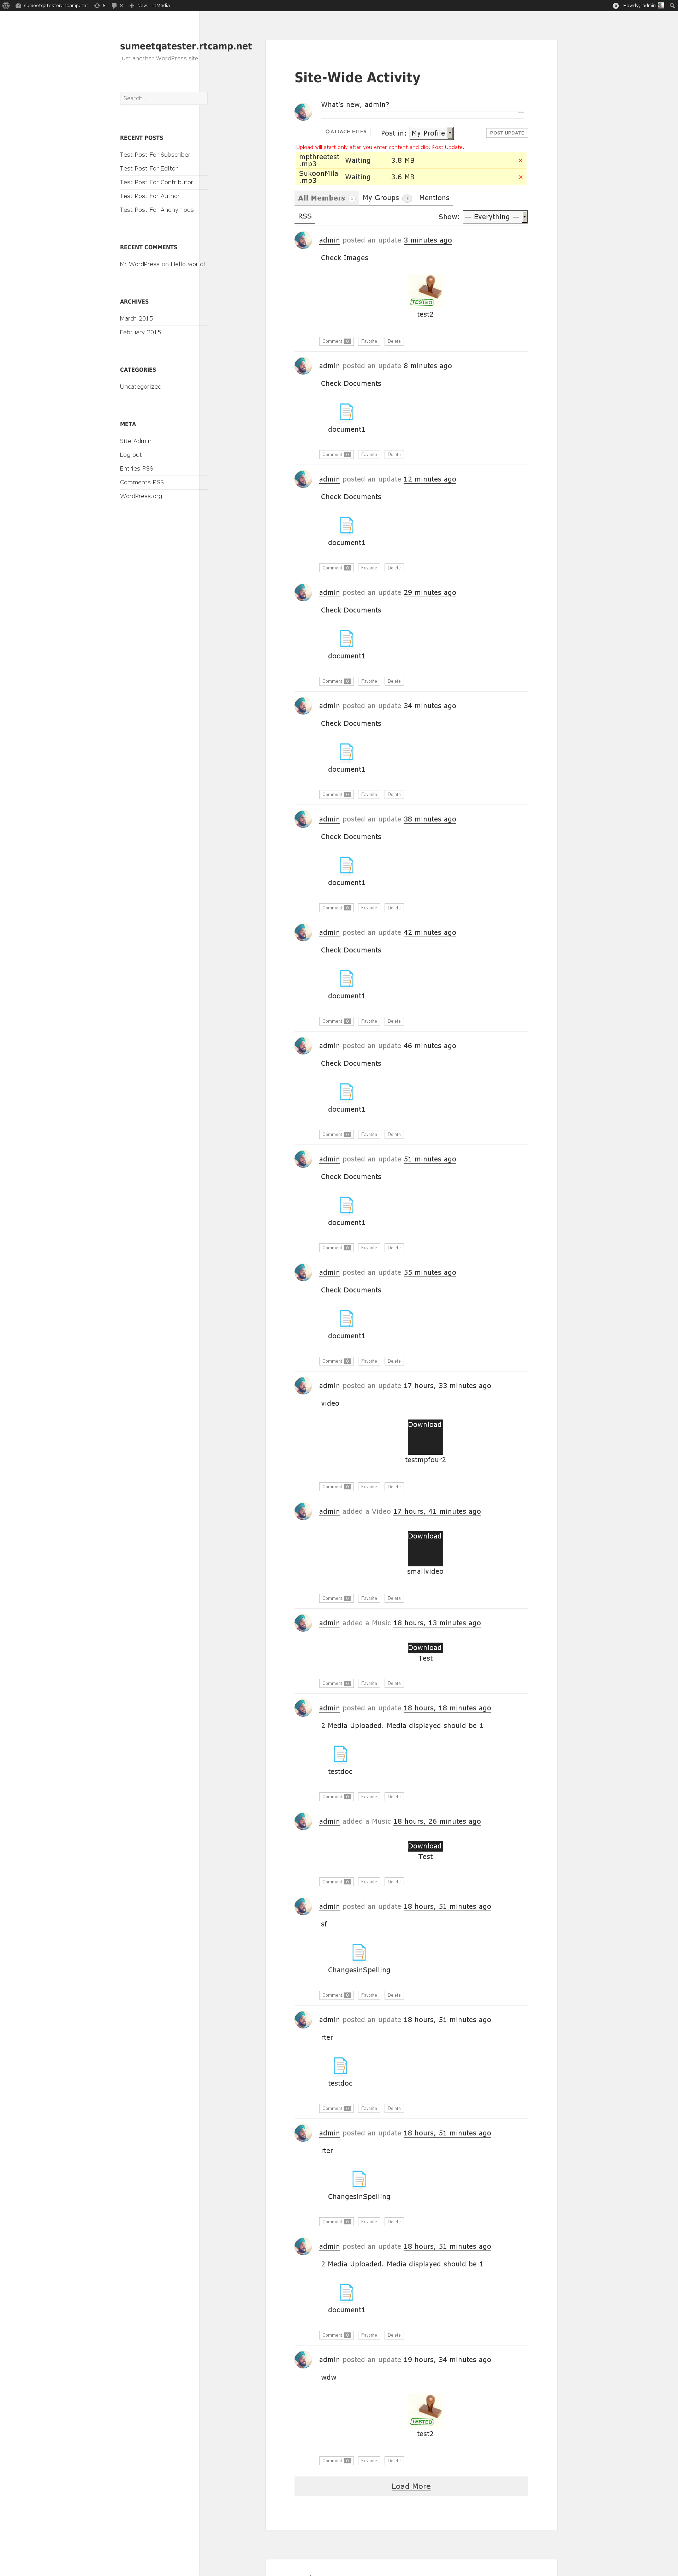 sumeetqatester.rtcamp.net 5 9 New rtMedia Howdy, admin
sumeetqatester.rtcamp.net
Just another WordPress site
Search …
RECENT POSTS
Test Post For Subscriber
Test Post For Editor
Test Post For Contributor
Test Post For Author
Test Post For Anonymous
RECENT COMMENTS
Mr WordPress on Hello world!
ARCHIVES
March 2015
February 2015
CATEGORIES
Uncategorized
META
Site Admin
Log out
Entries RSS
Comments RSS
WordPress.org
Site-Wide Activity
What's new, admin?
ATTACH FILES Post in: My Profile POST UPDATE
Upload will start only after you enter content and click Post Update.
mpthreetest
.mp3 Waiting 3.8 MB ×
SukoonMila
.mp3 Waiting 3.6 MB ×
All Members My Groups Mentions
RSS Show: — Everything —
admin posted an update 3 minutes ago
Check Images
TESTED
test2
Comment 0 Favorite Delete
admin posted an update 8 minutes ago
Check Documents
document1
Comment 0 Favorite Delete
admin posted an update 12 minutes ago
Check Documents
document1
Comment 0 Favorite Delete
admin posted an update 29 minutes ago
Check Documents
document1
Comment 0 Favorite Delete
admin posted an update 34 minutes ago
Check Documents
document1
Comment 0 Favorite Delete
admin posted an update 38 minutes ago
Check Documents
document1
Comment 0 Favorite Delete
admin posted an update 42 minutes ago
Check Documents
document1
Comment 0 Favorite Delete
admin posted an update 46 minutes ago
Check Documents
document1
Comment 0 Favorite Delete
admin posted an update 51 minutes ago
Check Documents
document1
Comment 0 Favorite Delete
admin posted an update 55 minutes ago
Check Documents
document1
Comment 0 Favorite Delete
admin posted an update 17 hours, 33 minutes ago
video
Download
testmpfour2
Comment 0 Favorite Delete
admin added a Video 17 hours, 41 minutes ago
Download
smallvideo
Comment 0 Favorite Delete
admin added a Music 18 hours, 13 minutes ago
Download
Test
Comment 0 Favorite Delete
admin posted an update 18 hours, 18 minutes ago
2 Media Uploaded. Media displayed should be 1
testdoc
Comment 0 Favorite Delete
admin added a Music 18 hours, 26 minutes ago
Download
Test
Comment 0 Favorite Delete
admin posted an update 18 hours, 51 minutes ago
sf
ChangesinSpelling
Comment 0 Favorite Delete
admin posted an update 18 hours, 51 minutes ago
rter
testdoc
Comment 0 Favorite Delete
admin posted an update 18 hours, 51 minutes ago
rter
ChangesinSpelling
Comment 0 Favorite Delete
admin posted an update 18 hours, 51 minutes ago
2 Media Uploaded. Media displayed should be 1
document1
Comment 0 Favorite Delete
admin posted an update 19 hours, 34 minutes ago
wdw
TESTED
test2
Comment 0 Favorite Delete
Load More